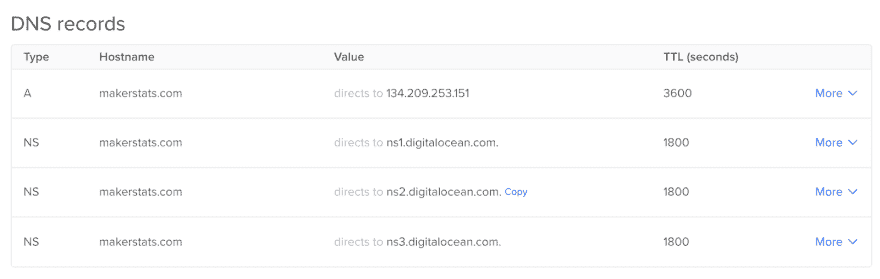 DNS records
Type Hostname Value TTL (seconds)
A makerstats.com directs to 134.209.253.151 3600 More
NS makerstats.com directs to ns1.digitalocean.com. 1800 More
NS makerstats.com directs to ns2.digitalocean.com. Copy 1800 More
NS makerstats.com directs to ns3.digitalocean.com. 1800 More